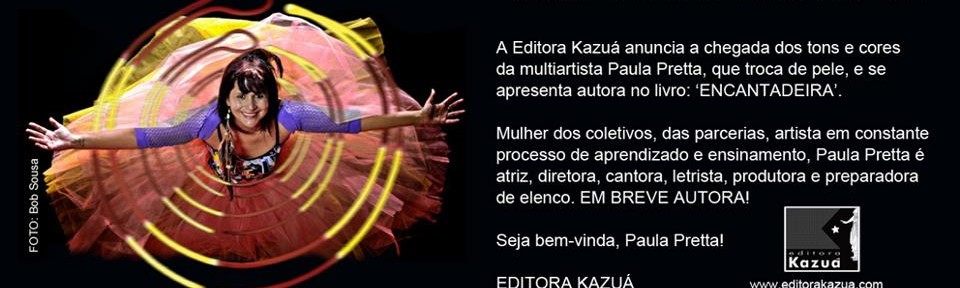 FOTO: Bob Sousa
A Editora Kazuá anuncia a chegada dos tons e cores
da multiartista Paula Pretta, que troca de pele, e se
apresenta autora no livro: ‘ENCANTADEIRA’.
Mulher dos coletivos, das parcerias, artista em constante
processo de aprendizado e ensinamento, Paula Pretta é
atriz, diretora, cantora, letrista, produtora e preparadora
de elenco. EM BREVE AUTORA!
Seja bem-vinda, Paula Pretta!
EDITORA KAZUÁ
editora
Kazuá
www.editorakazua.com